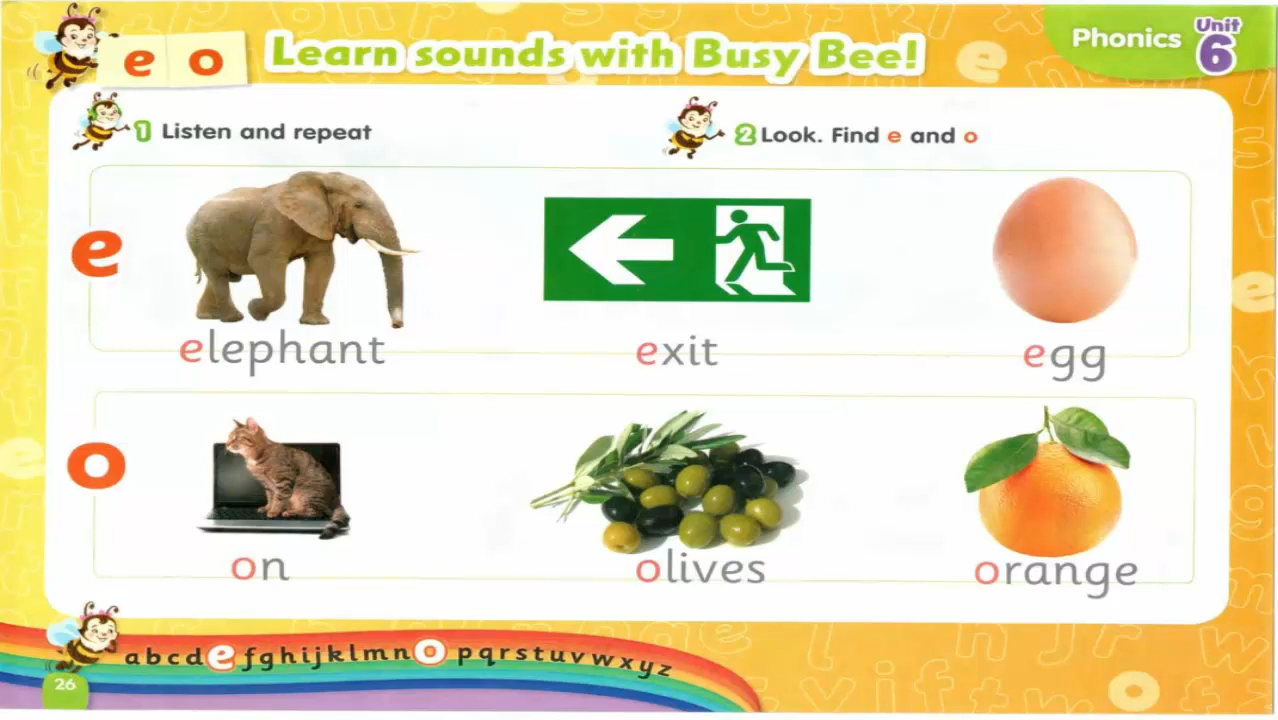 e o
Learn sounds with Busy Bee!
Phonics
Unit
6
1 Listen and repeat
2 Look. Find e and o
e
elephant
exit
egg
o
on
olives
orange
a b c d e f g h i j k l m n o p q r s t u v w x y z
26